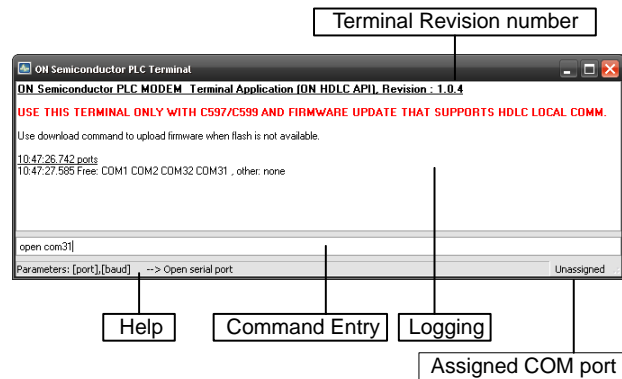 Terminal Revision number
ON Semiconductor PLC Terminal
ON Semiconductor PLC MODEM Terminal Application (ON HDLC API), Revision : 1.0.4
USE THIS TERMINAL ONLY WITH C597/C599 AND FIRMWARE UPDATE THAT SUPPORTS HDLC LOCAL COMM.
Use download command to upload firmware when flash is not available.
10:47:26.742 ports
10:47:27.585 Free: COM1 COM2 COM32 COM31 , other: none
open com31
Parameters: [port],[baud] --> Open serial port Unassigned
Help Command Entry Logging
Assigned COM port